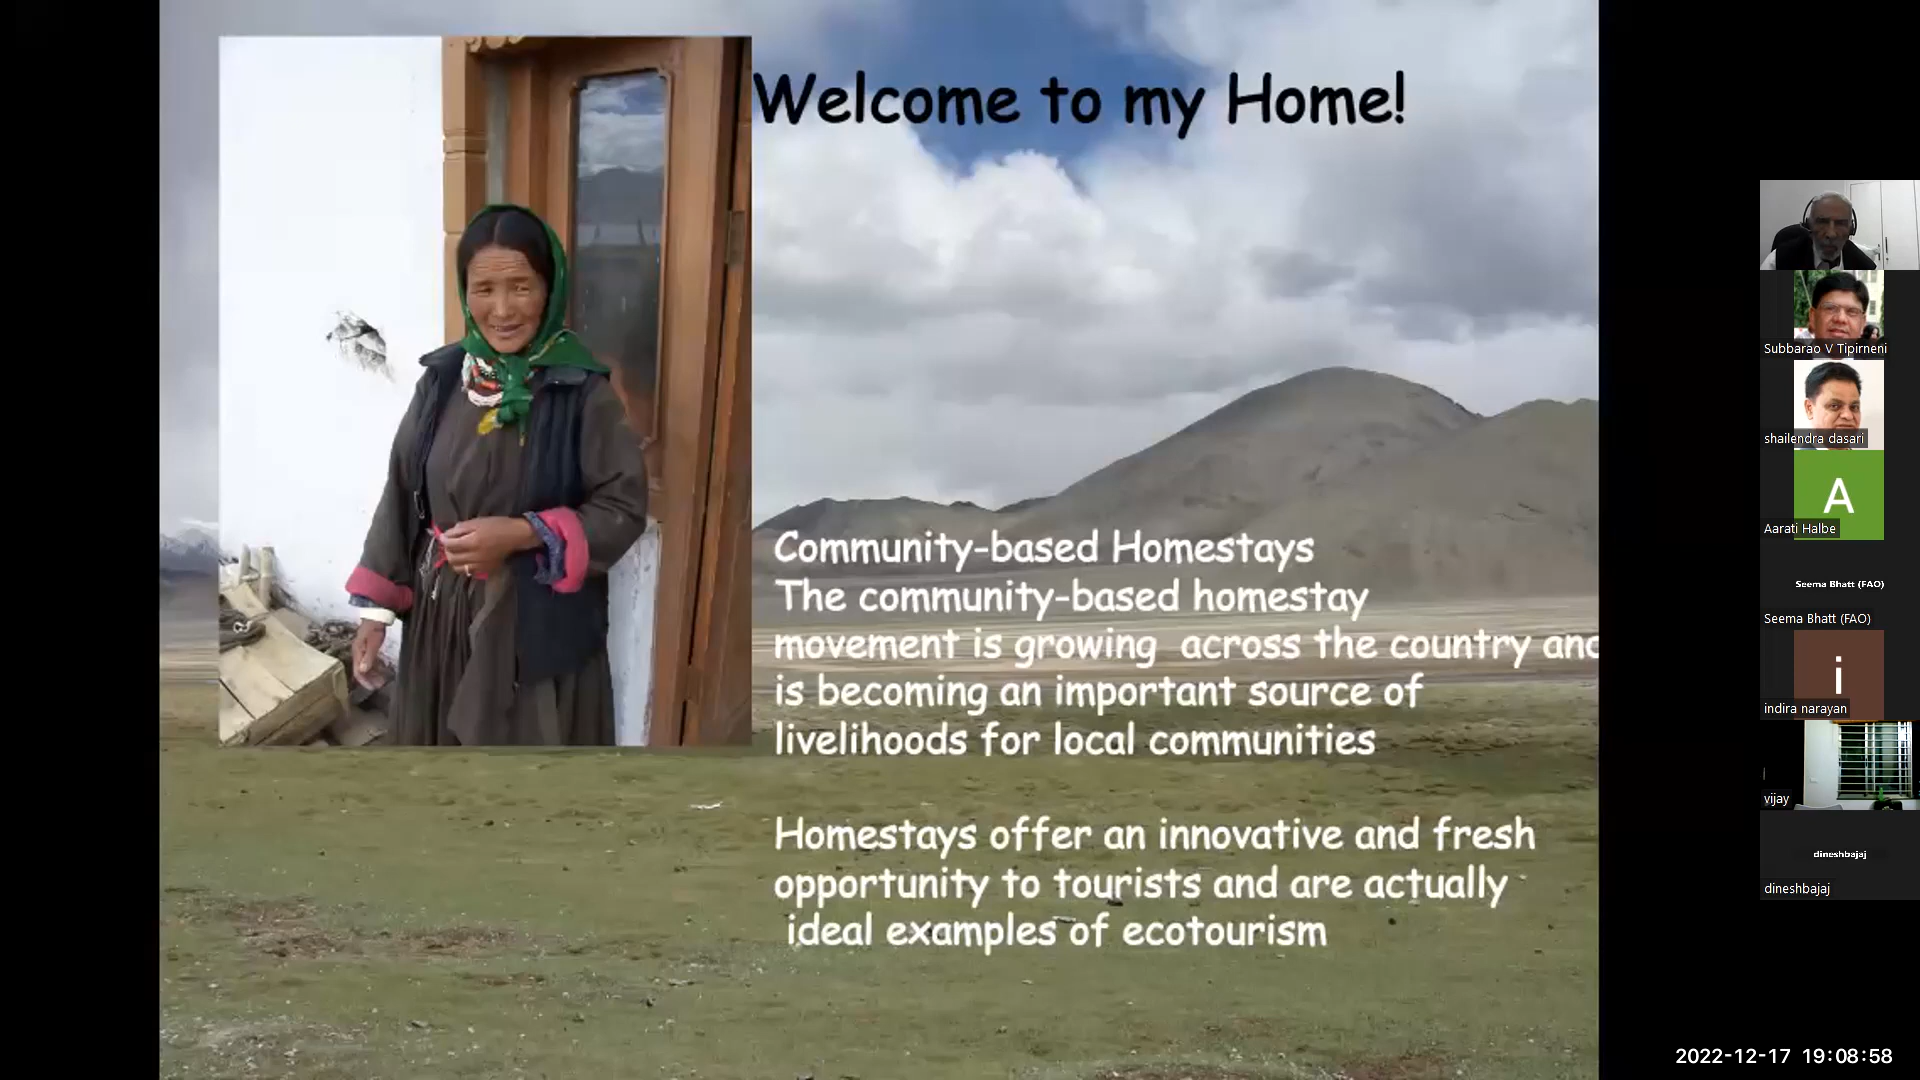 Welcome to my Home!
Community-based Homestays
The community-based homestay
movement is growing across the country and
is becoming an important source of
livelihoods for local communities
Homestays offer an innovative and fresh
opportunity to tourists and are actually
ideal examples of ecotourism
Subbarao V Tipirneni
shailendra dasari
A
Aarati Halbe
Seema Bhatt (FAO)
Seema Bhatt (FAO)
i
indira narayan
vijay
dineshbajaj
dineshbajaj
2022-12-17 19:08:58